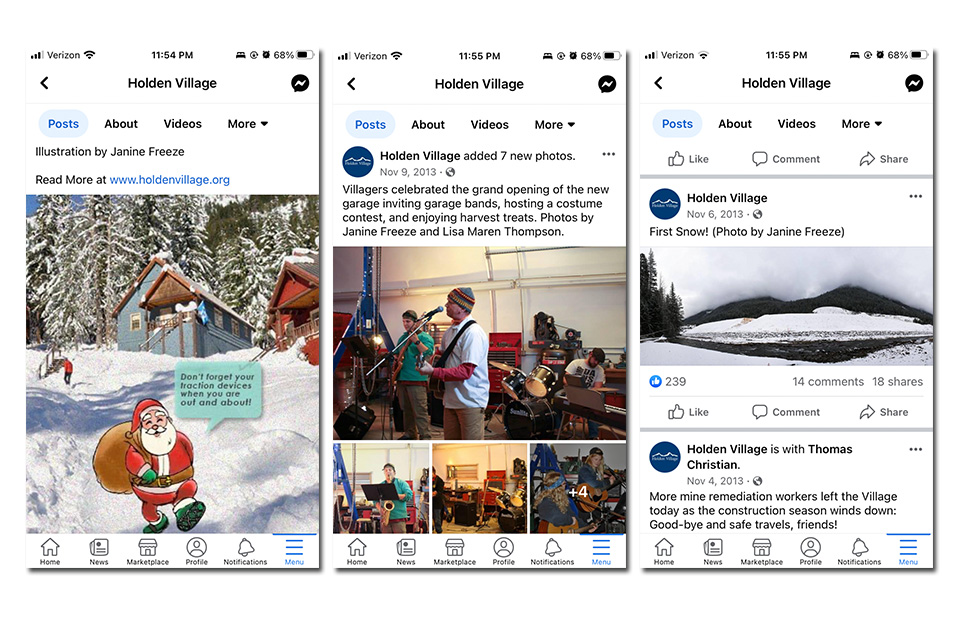 Verizon
11:54 PM
68%
Holden Village
Posts
About
Videos
More
Illustration by Janine Freeze
Read More at www.holdenvillage.org
Don't forget your
traction devices
when you are
out and about!
Home
News
Marketplace
Profile
Notifications
Menu
Verizon
11:55 PM
68%
Holden Village
Posts
About
Videos
More
Holden Village
Holden Village added 7 new photos.
Nov 9, 2013 ·
Villagers celebrated the grand opening of the new
garage inviting garage bands, hosting a costume
contest, and enjoying harvest treats. Photos by
Janine Freeze and Lisa Maren Thompson.
Sunlite
+4
Home
News
Marketplace
Profile
Notifications
Menu
Verizon
11:55 PM
68%
Holden Village
Posts
About
Videos
More
Like
Comment
Share
Holden Village
Holden Village
Nov 6, 2013 ·
First Snow! (Photo by Janine Freeze)
239
14 comments
18 shares
Like
Comment
Share
Holden Village
Holden Village is with Thomas
Christian.
Nov 4, 2013 ·
More mine remediation workers left the Village
today as the construction season winds down:
Good-bye and safe travels, friends!
Home
News
Marketplace
Profile
Notifications
Menu